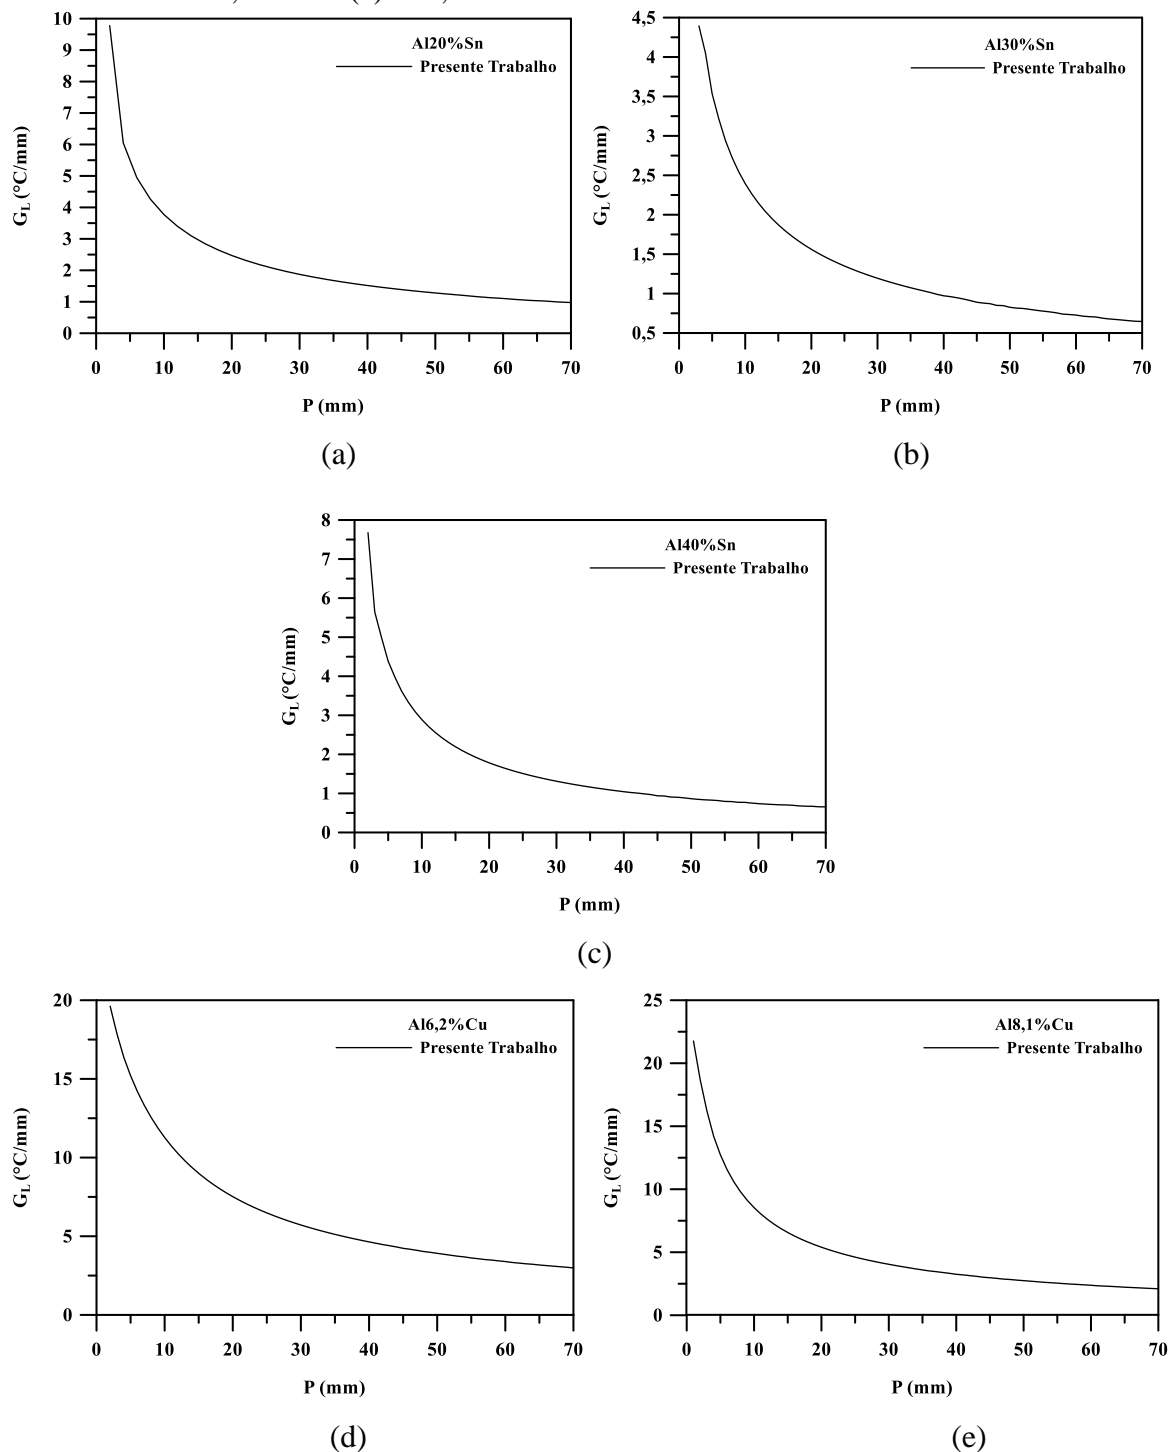 10
9
8
7
6
5
4
3
2
1
0
G_L (°C/mm)
Al20%Sn
Presente Trabalho
0 10 20 30 40 50 60 70
P (mm)
(a)
4,5
4
3,5
3
2,5
2
1,5
1
0,5
G_L (°C/mm)
Al30%Sn
Presente Trabalho
0 10 20 30 40 50 60 70
P (mm)
(b)
8
7
6
5
4
3
2
1
0
G_L (°C/mm)
Al40%Sn
Presente Trabalho
0 10 20 30 40 50 60 70
P (mm)
(c)
20
15
10
5
0
G_L (°C/mm)
Al6,2%Cu
Presente Trabalho
0 10 20 30 40 50 60 70
P (mm)
(d)
25
20
15
10
5
0
G_L (°C/mm)
Al8,1%Cu
Presente Trabalho
0 10 20 30 40 50 60 70
P (mm)
(e)